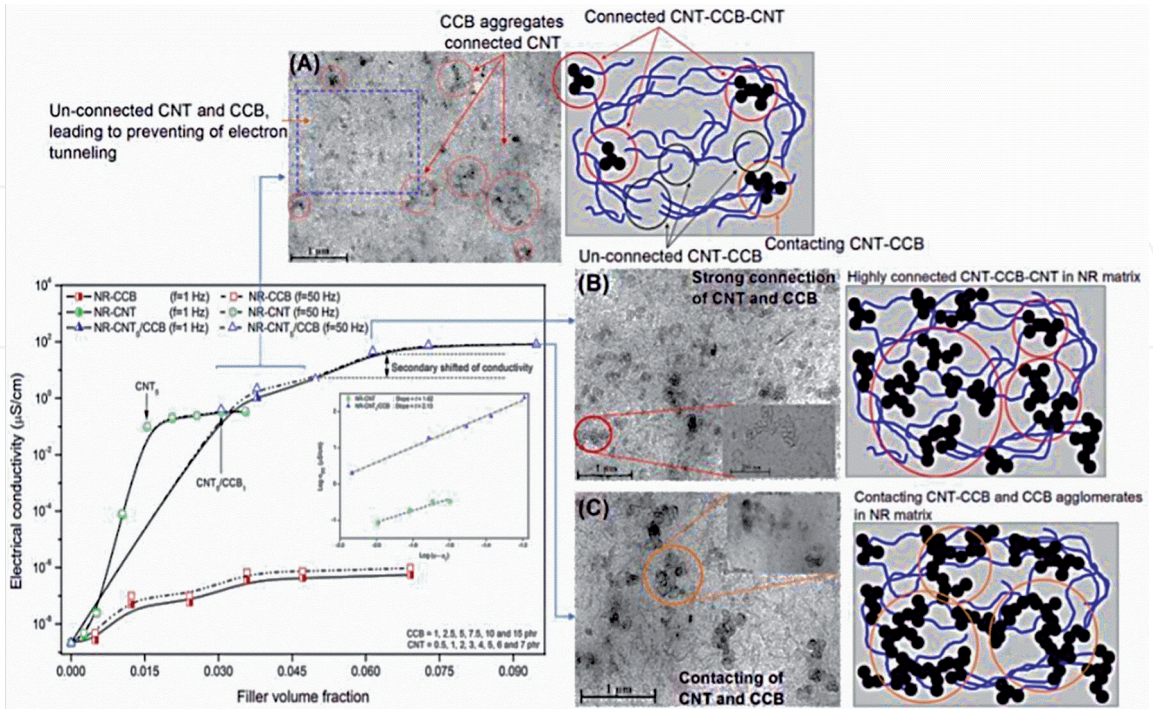 CCB aggregates
connected CNT
Connected CNT-CCB-CNT
(A)
Un-connected CNT and CCB,
leading to preventing of electron
tunneling
1 µm
Un-connected CNT-CCB
Contacting CNT-CCB
(B)
Strong connection
of CNT and CCB
1 µm
Highly connected CNT-CCB-CNT in NR matrix
(C)
Contacting of
CNT and CCB
1 µm
Contacting CNT-CCB and CCB agglomerates
in NR matrix
Electrical conductivity (µS/cm)
10⁴
10²
10⁰
10⁻²
10⁻⁴
10⁻⁶
10⁻⁸
NR-CCB (f=1 Hz) NR-CCB (f=50 Hz)
NR-CNT (f=1 Hz) NR-CNT (f=50 Hz)
NR-CNT₅/CCB (f=1 Hz) NR-CNT₅/CCB (f=50 Hz)
CNT₅
Secondary shifted of conductivity
NR-CNT
NR-CNT₅/CCB
CNT₅/CCB₁
CCB = 1, 2.5, 5, 7.5, 10 and 15 phr
CNT = 0.5, 1, 2, 3, 4, 5, 6 and 7 phr
0.000 0.015 0.030 0.045 0.060 0.075 0.090
Filler volume fraction